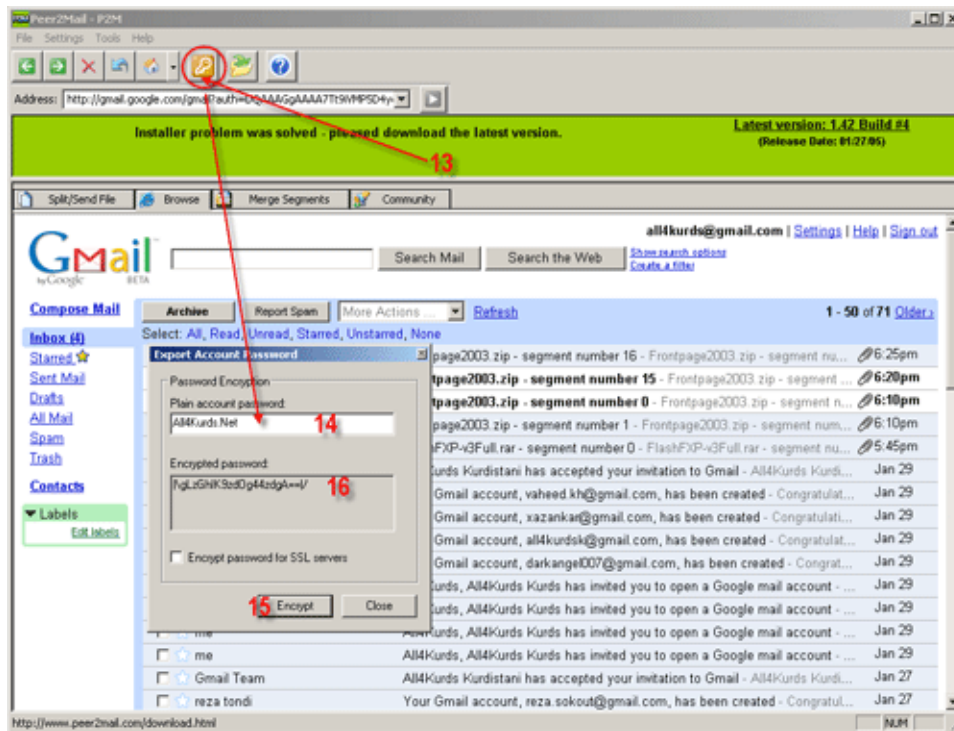 Peer2Mail - P2M
File Settings Tools Help
Address: http://gmail.google.com/gmail?auth=
Installer problem was solved - pleased download the latest version.
Latest version: 1.42 Build #4
(Release Date: 01/27/05)
13
Split/Send File Browse Merge Segments Community
all4kurds@gmail.com | Settings | Help | Sign out
Gmail
by Google BETA
Search Mail Search the Web
Show search options
Create a filter
Compose Mail
Archive Report Spam More Actions ... Refresh
1 - 50 of 71 Older ›
Select: All, Read, Unread, Starred, Unstarred, None
Inbox (4)
Starred
Sent Mail
Drafts
All Mail
Spam
Trash
Contacts
Labels
Edit labels
Export Account Password
Password Encryption
Plain account password:
All4Kurds.Net
14
Encrypted password:
16
Encrypt password for SSL servers
15 Encrypt Close
page2003.zip - segment number 16 - Frontpage2003.zip - segment nu... 6:25pm
tpage2003.zip - segment number 15 - Frontpage2003.zip - segment ... 6:20pm
tpage2003.zip - segment number 0 - Frontpage2003.zip - segment ... 6:10pm
page2003.zip - segment number 1 - Frontpage2003.zip - segment num... 6:10pm
hFXP-v3Full.rar - segment number 0 - FlashFXP-v3Full.rar - segment nu... 5:45pm
Kurds Kurdistani has accepted your invitation to Gmail - All4Kurds Kurdi... Jan 29
Gmail account, vaheed.kh@gmail.com, has been created - Congratulat... Jan 29
Gmail account, xazankar@gmail.com, has been created - Congratulati... Jan 29
Gmail account, all4kurdsk@gmail.com, has been created - Congratulat... Jan 29
Gmail account, darkangel007@gmail.com, has been created - Congrat... Jan 29
Kurds, All4Kurds Kurds has invited you to open a Google mail account - ... Jan 29
Kurds, All4Kurds Kurds has invited you to open a Google mail account - ... Jan 29
me All4Kurds, All4Kurds Kurds has invited you to open a Google mail account - ... Jan 29
me All4Kurds, All4Kurds Kurds has invited you to open a Google mail account - ... Jan 29
Gmail Team All4Kurds Kurdistani has accepted your invitation to Gmail - All4Kurds Kurdi... Jan 27
reza tondi Your Gmail account, reza.sokout@gmail.com, has been created - Congratulat... Jan 27
http://www.peer2mail.com/download.html
NUM